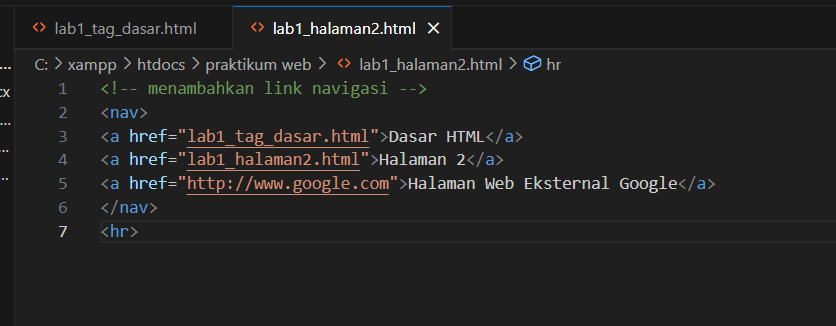 lab1_tag_dasar.html lab1_halaman2.html
C: > xampp > htdocs > praktikum web > lab1_halaman2.html > hr
1 <!-- menambahkan link navigasi -->
2 <nav>
3 <a href="lab1_tag_dasar.html">Dasar HTML</a>
4 <a href="lab1_halaman2.html">Halaman 2</a>
5 <a href="http://www.google.com">Halaman Web Eksternal Google</a>
6 </nav>
7 <hr>